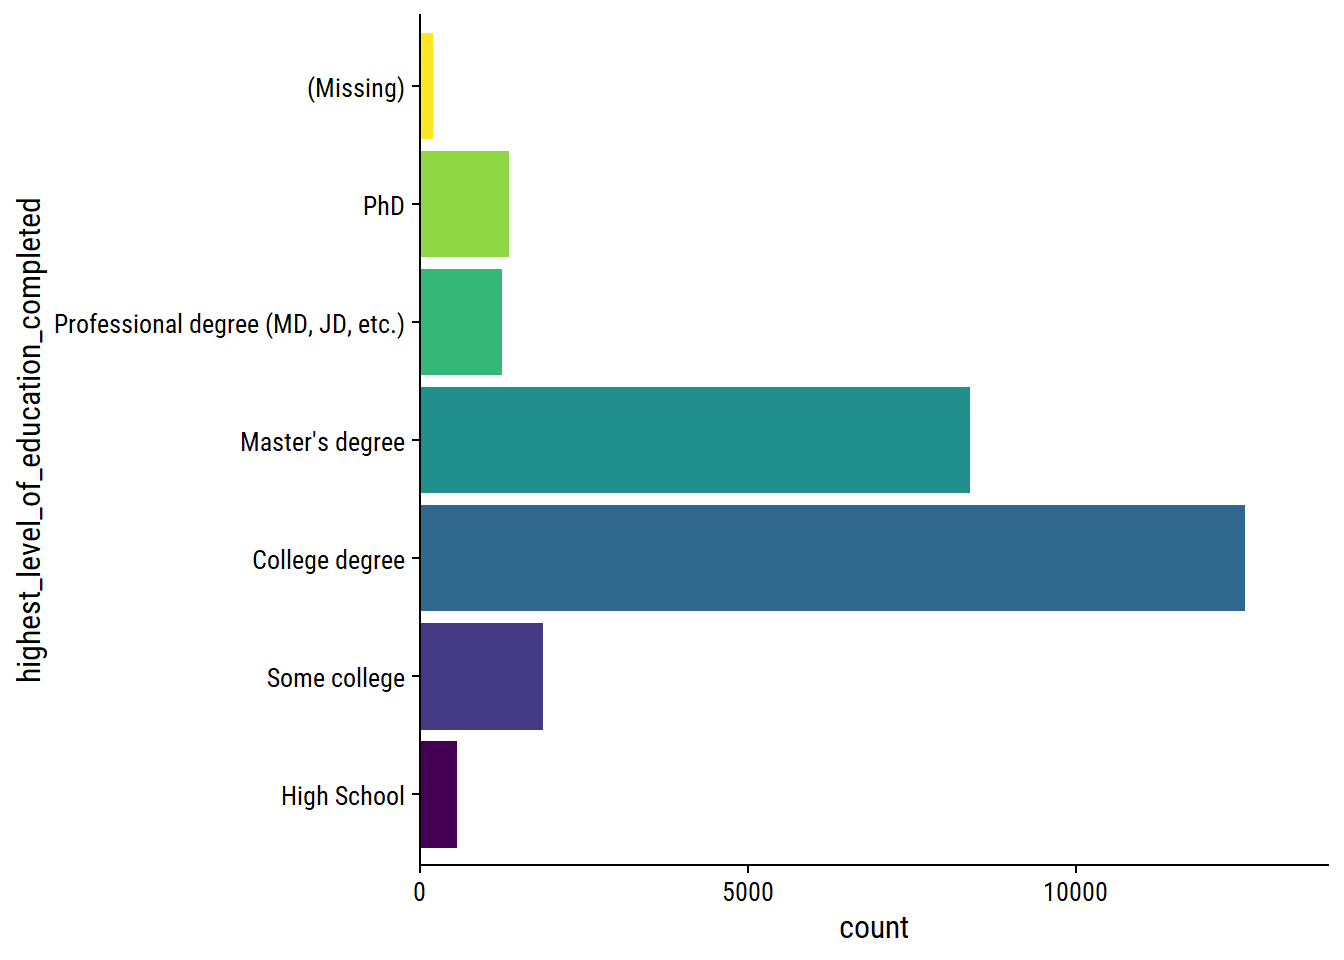 highest_level_of_education_completed
(Missing)
PhD
Professional degree (MD, JD, etc.)
Master's degree
College degree
Some college
High School
0 5000 10000
count